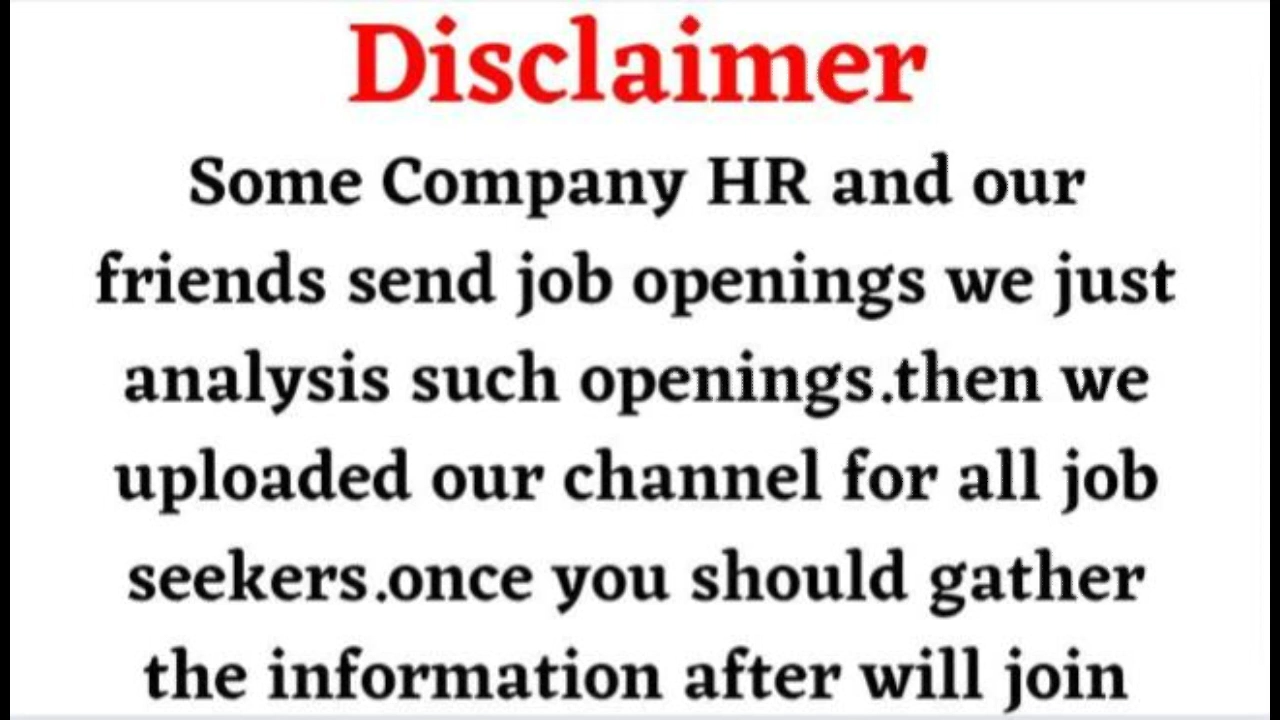 Disclaimer
Some Company HR and our
friends send job openings we just
analysis such openings.then we
uploaded our channel for all job
seekers.once you should gather
the information after will join